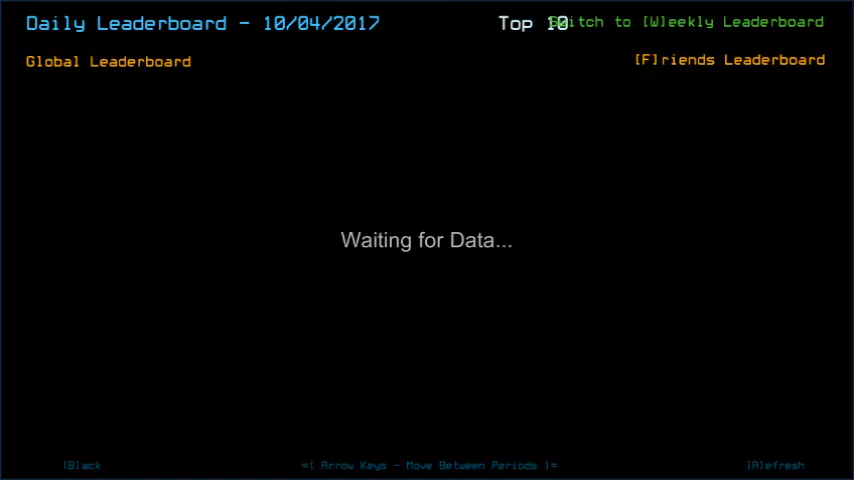 Daily Leaderboard - 10/04/2017 Top 10 Switch to [W]eekly Leaderboard
Global Leaderboard [F]riends Leaderboard
Waiting for Data...
[B]ack =[ Arrow Keys - Move Between Periods ]= [R]efresh